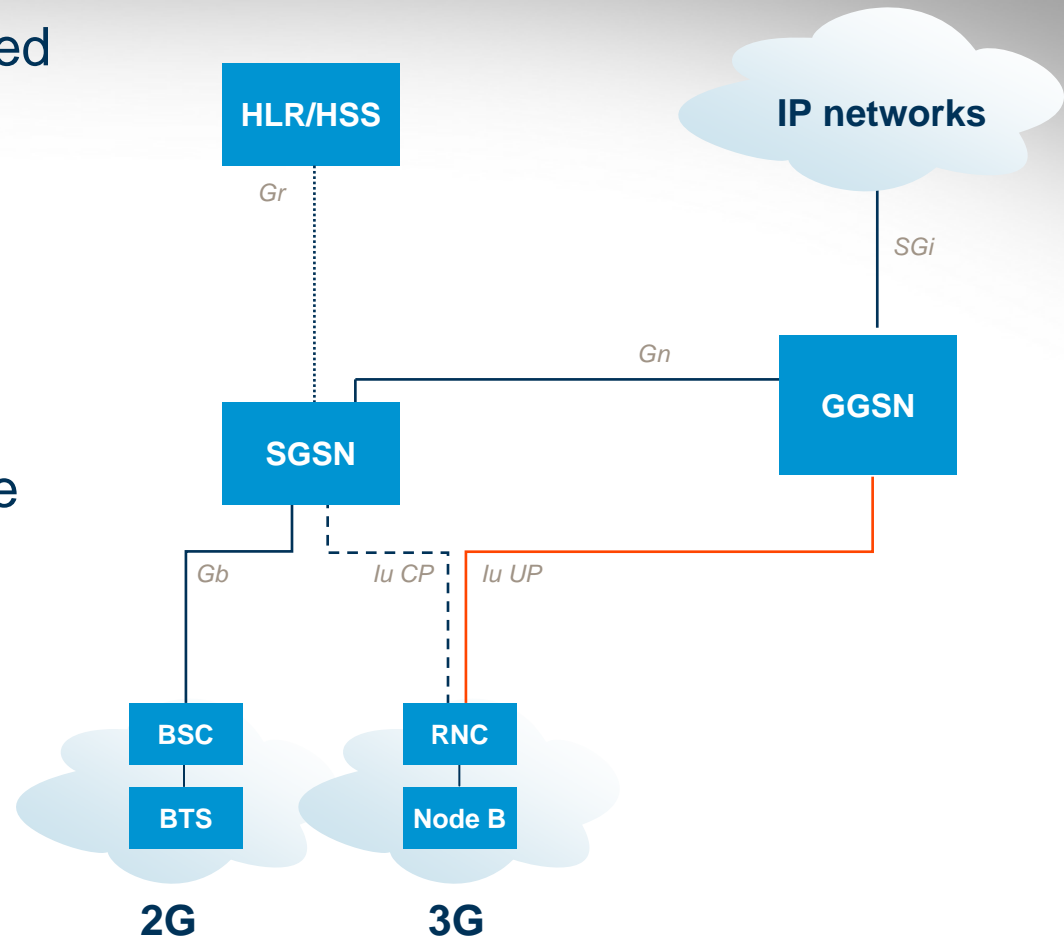 ed
HLR/HSS
IP networks
Gr
SGi
Gn
GGSN
SGSN
e
Gb
Iu CP
Iu UP
BSC
RNC
BTS
Node B
2G
3G